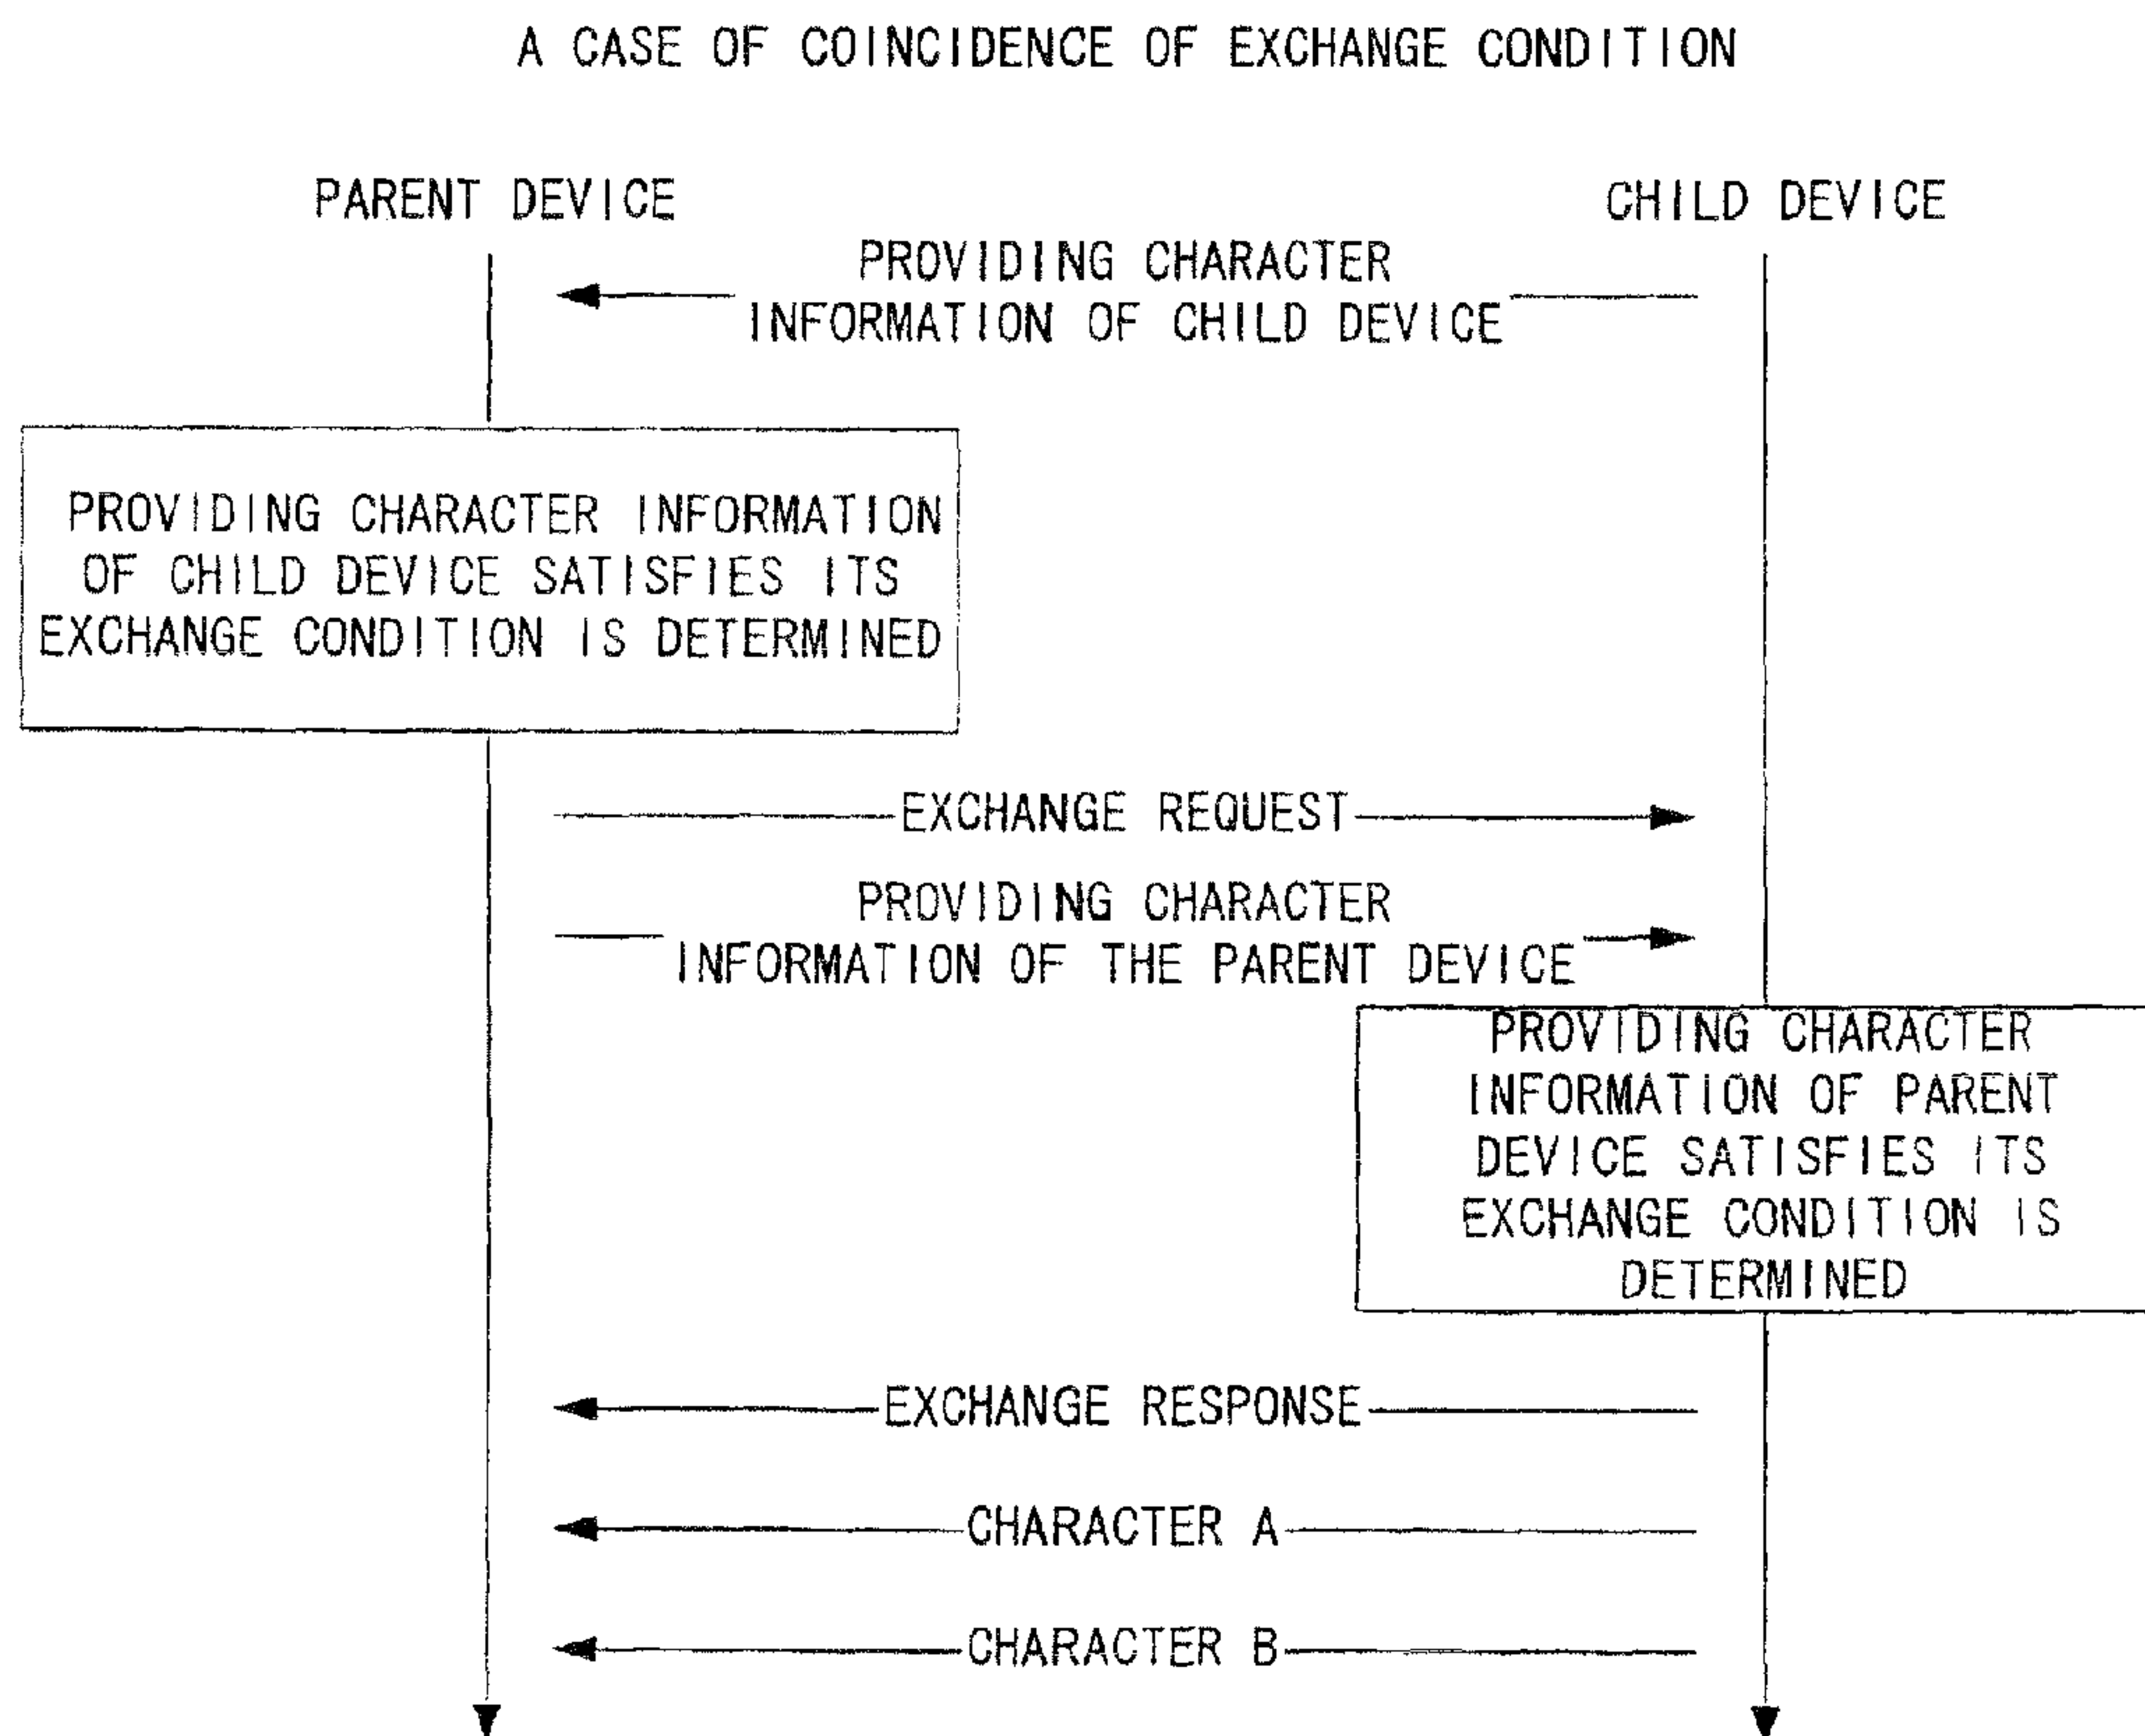 A CASE OF COINCIDENCE OF EXCHANGE CONDITION
PARENT DEVICE
CHILD DEVICE
PROVIDING CHARACTER
INFORMATION OF CHILD DEVICE
PROVIDING CHARACTER INFORMATION
OF CHILD DEVICE SATISFIES ITS
EXCHANGE CONDITION IS DETERMINED
EXCHANGE REQUEST
PROVIDING CHARACTER
INFORMATION OF THE PARENT DEVICE
PROVIDING CHARACTER
INFORMATION OF PARENT
DEVICE SATISFIES ITS
EXCHANGE CONDITION IS
DETERMINED
EXCHANGE RESPONSE
CHARACTER A
CHARACTER B